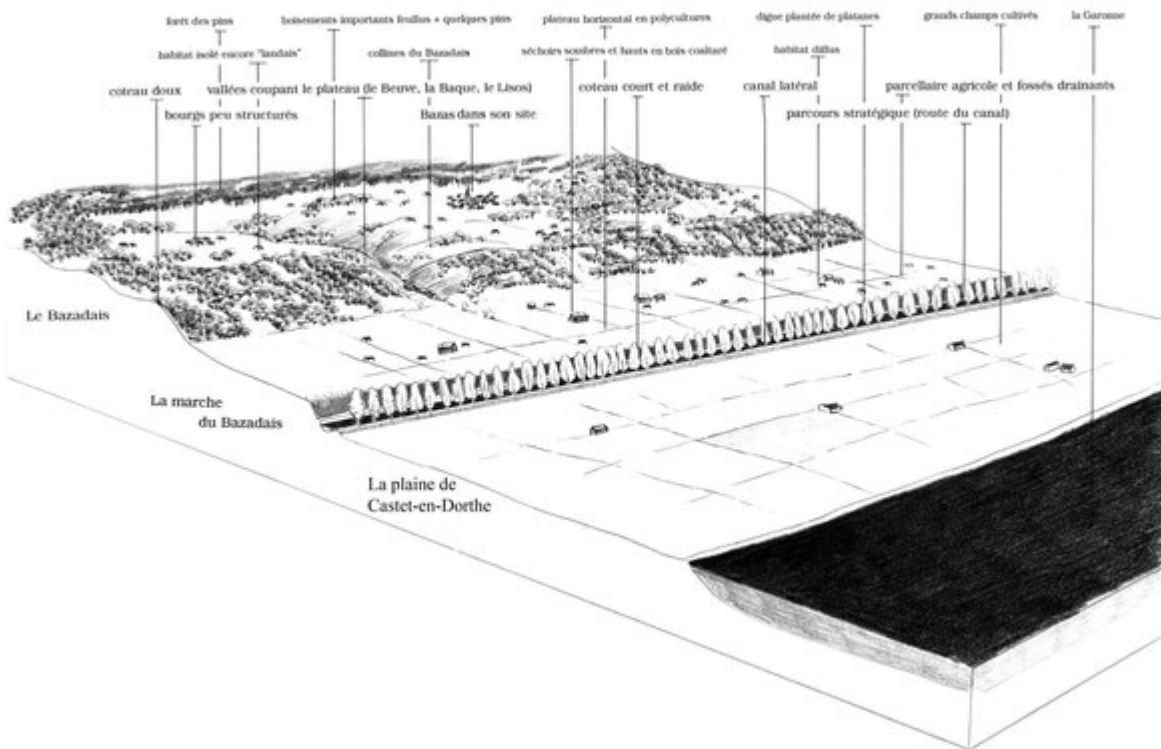 forêt des pins
boisements importants feuillus + quelques pins
plateau horizontal en polycultures
digue plantée de platanes
grands champs cultivés
la Garonne
habitat isolé encore "landais"
collines du Bazadais
séchoirs sombres et hauts en bois coaltaré
habitat diffus
coteau doux
vallées coupant le plateau (le Beuve, la Baque, le Lisos)
coteau court et raide
canal latéral
parcellaire agricole et fossés drainants
bourgs peu structurés
Bazas dans son site
parcours stratégique (route du canal)
Le Bazadais
La marche
du Bazadais
La plaine de
Castet-en-Dorthe